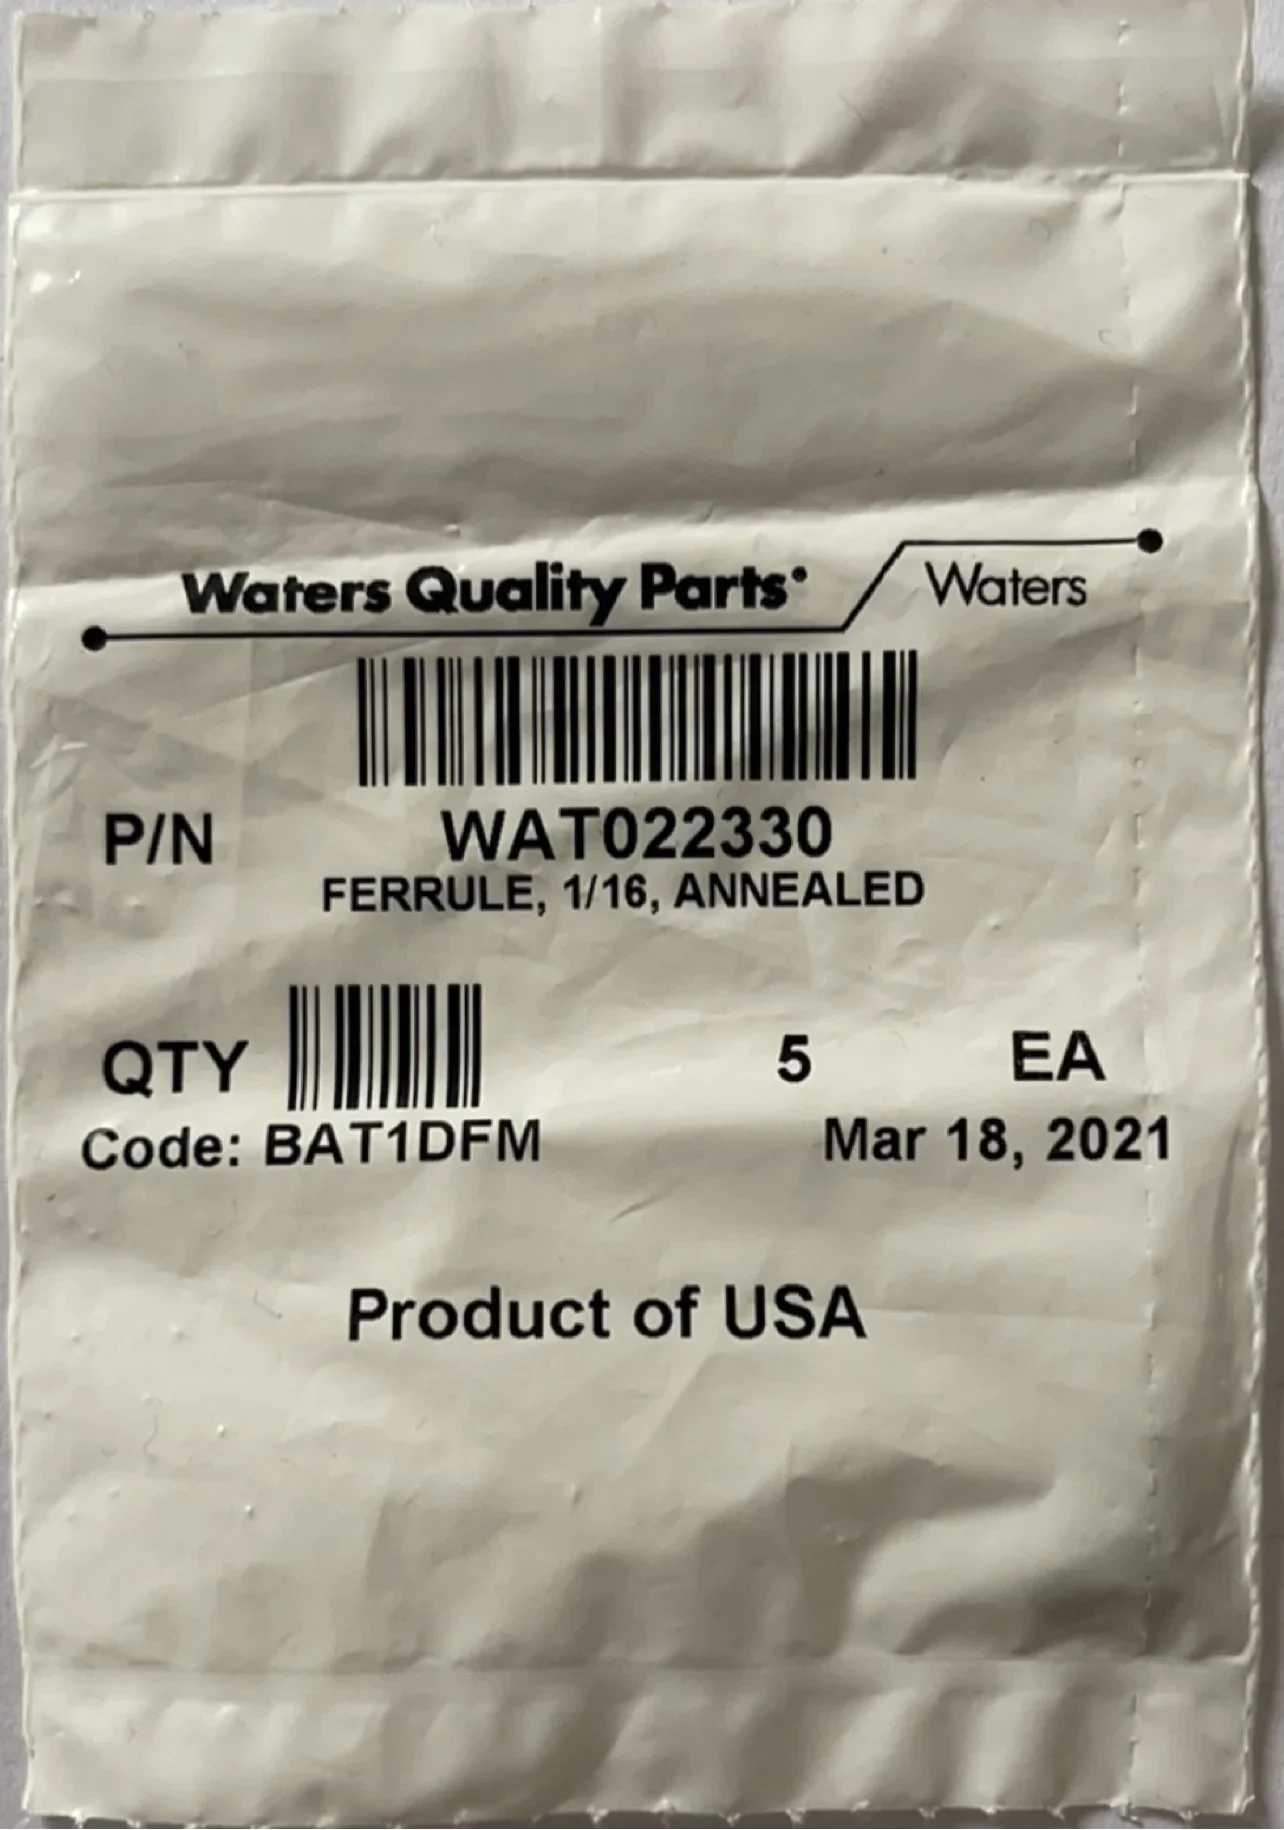 Waters Quality Parts• Waters
P/N WAT022330
FERRULE, 1/16, ANNEALED
QTY 5 EA
Code: BAT1DFM Mar 18, 2021
Product of USA